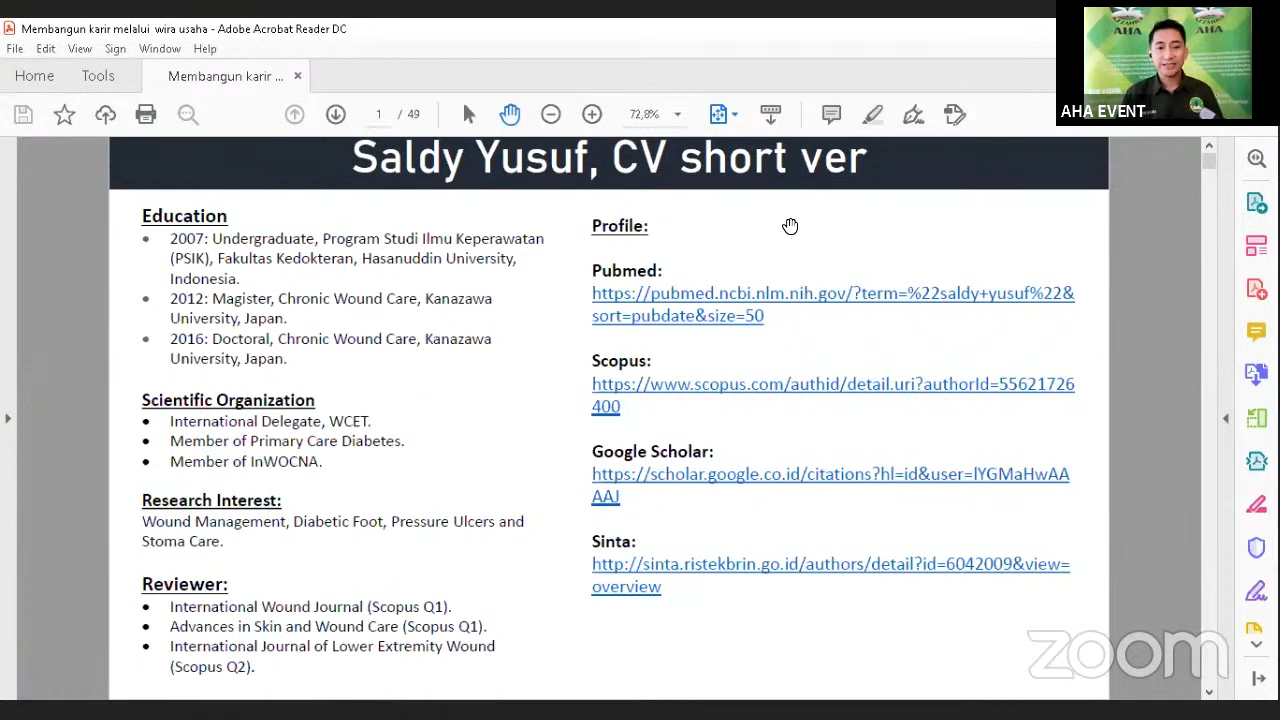 Membangun karir melalui wira usaha - Adobe Acrobat Reader DC
File Edit View Sign Window Help
Home Tools Membangun karir ... ×
1 / 49 72,8%
AHA AHA
AHA EVENT
Saldy Yusuf, CV short ver
Education
• 2007: Undergraduate, Program Studi Ilmu Keperawatan
(PSIK), Fakultas Kedokteran, Hasanuddin University,
Indonesia.
• 2012: Magister, Chronic Wound Care, Kanazawa
University, Japan.
• 2016: Doctoral, Chronic Wound Care, Kanazawa
University, Japan.
Scientific Organization
• International Delegate, WCET.
• Member of Primary Care Diabetes.
• Member of InWOCNA.
Research Interest:
Wound Management, Diabetic Foot, Pressure Ulcers and
Stoma Care.
Reviewer:
• International Wound Journal (Scopus Q1).
• Advances in Skin and Wound Care (Scopus Q1).
• International Journal of Lower Extremity Wound
(Scopus Q2).
Profile:
Pubmed:
https://pubmed.ncbi.nlm.nih.gov/?term=%22saldy+yusuf%22&
sort=pubdate&size=50
Scopus:
https://www.scopus.com/authid/detail.uri?authorId=55621726
400
Google Scholar:
https://scholar.google.co.id/citations?hl=id&user=lYGMaHwAA
AAJ
Sinta:
http://sinta.ristekbrin.go.id/authors/detail?id=6042009&view=
overview
zoom